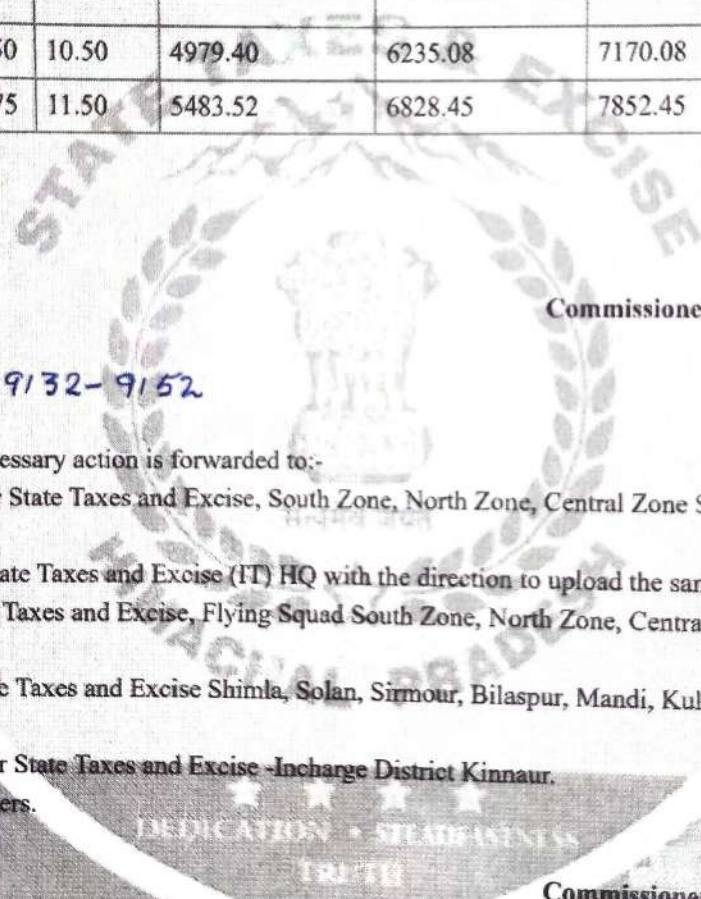 50 10.50 4979.40 6235.08 7170.08
75 11.50 5483.52 6828.45 7852.45
STATE TAXES & EXCISE
Commissione
9132-9152
essary action is forwarded to:-
State Taxes and Excise, South Zone, North Zone, Central Zone S
सत्यमेव जयते
ate Taxes and Excise (IT) HQ with the direction to upload the sam
Taxes and Excise, Flying Squad South Zone, North Zone, Centra
HIMACHAL PRADESH
e Taxes and Excise Shimla, Solan, Sirmour, Bilaspur, Mandi, Kul
r State Taxes and Excise -Incharge District Kinnaur.
ers.
DEDICATION • STEADFASTNESS
TRUTH
Commissione